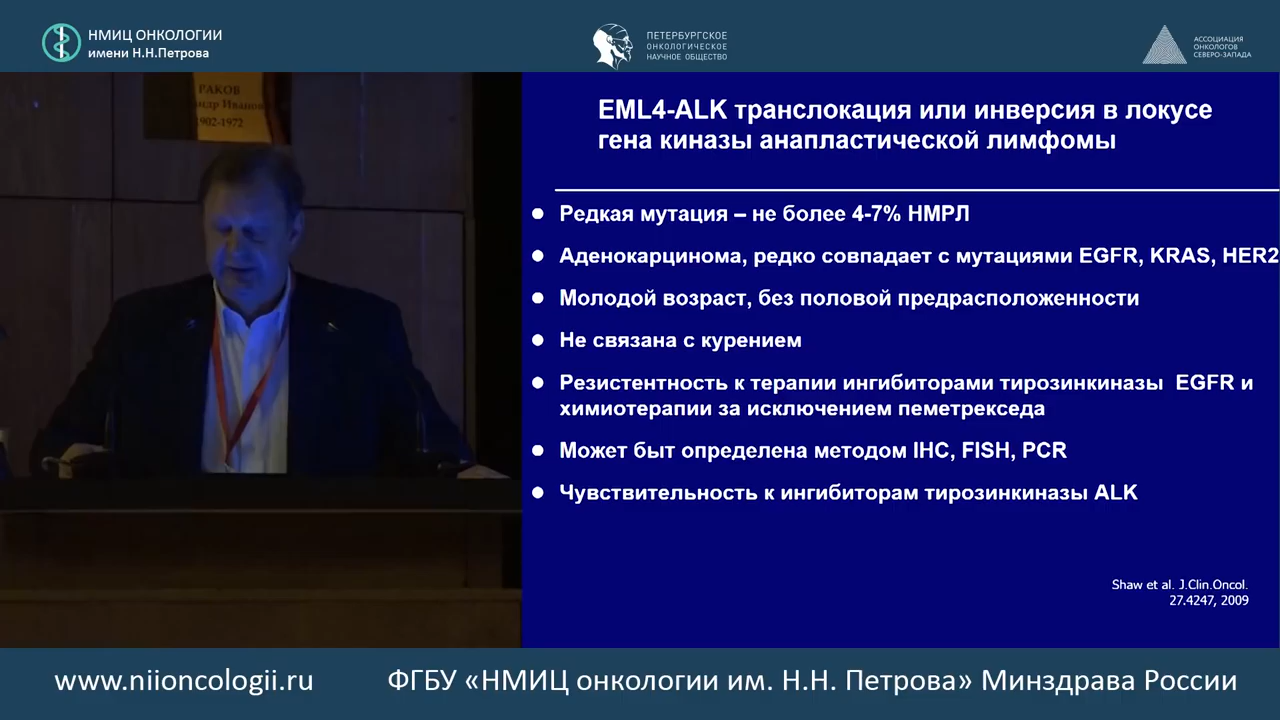 НМИЦ ОНКОЛОГИИ
имени Н.Н.Петрова
ПЕТЕРБУРГСКОЕ
ОНКОЛОГИЧЕСКОЕ
НАУЧНОЕ ОБЩЕСТВО
АССОЦИАЦИЯ
ОНКОЛОГОВ
СЕВЕРО-ЗАПАДА
РАКОВ
1902-1972
EML4-ALK транслокация или инверсия в локусе
гена киназы анапластической лимфомы
● Редкая мутация – не более 4-7% НМРЛ
● Аденокарцинома, редко совпадает с мутациями EGFR, KRAS, HER2
● Молодой возраст, без половой предрасположенности
● Не связана с курением
● Резистентность к терапии ингибиторами тирозинкиназы EGFR и
химиотерапии за исключением пеметрекседа
● Может быт определена методом IHC, FISH, PCR
● Чувствительность к ингибиторам тирозинкиназы ALK
Shaw et al. J.Clin.Oncol.
27.4247, 2009
www.niioncologii.ru
ФГБУ «НМИЦ онкологии им. Н.Н. Петрова» Минздрава России